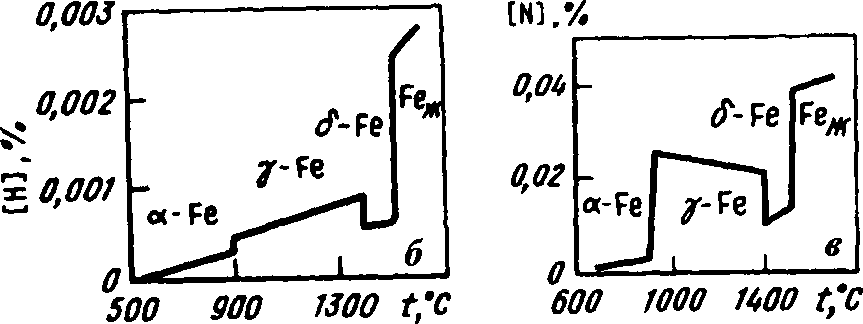 0,003
0,002
0,001
0
[H], %
α-Fe
γ-Fe
δ-Fe
Feж
б
500 900 1300 t,°C
[N], %
0,04
0,02
0
α-Fe
γ-Fe
δ-Fe
Feж
в
600 1000 1400 t,°C